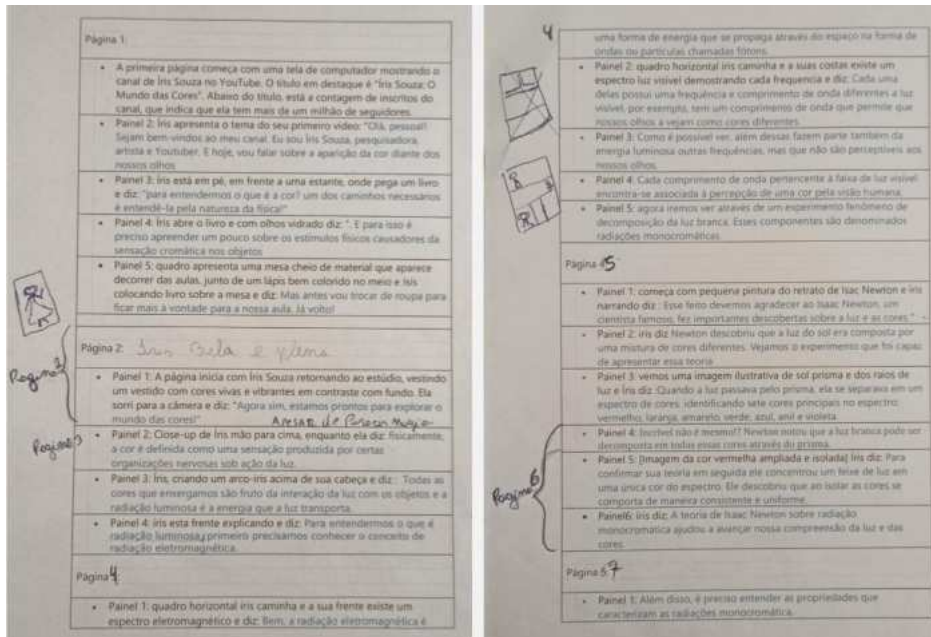 Página 1:
• A primeira página começa com uma tela de computador mostrando o
canal de Íris Souza no YouTube. O título em destaque é "Íris Souza: O
Mundo das Cores". Abaixo do título, está a contagem de inscritos do
canal, que indica que ela tem mais de um milhão de seguidores.
• Painel 2: Íris apresenta o tema do seu primeiro vídeo: "Olá, pessoal!
Sejam bem-vindos ao meu canal. Eu sou Íris Souza, pesquisadora,
artista e Youtuber. E hoje, vou falar sobre a aparição da cor diante dos
nossos olhos.
• Painel 3: Íris está em pé, em frente a uma estante, onde pega um livro
e diz: "para entendermos o que é a cor? um dos caminhos necessários
é entendê-la pela natureza da física!"
• Painel 4: Íris abre o livro e com olhos vidrado diz: ". E para isso é
preciso apreender um pouco sobre os estímulos físicos causadores da
sensação cromática nos objetos
• Painel 5: quadro apresenta uma mesa cheio de material que aparece
decorrer das aulas, junto de um lápis bem colorido no meio e Isis
colocando livro sobre a mesa e diz: Mas antes vou trocar de roupa para
ficar mais à vontade para a nossa aula. Já volto!
Página 2: Iris Bela e plena
Pagina 2
• Painel 1: A página inicia com Íris Souza retornando ao estúdio, vestindo
um vestido com cores vivas e vibrantes em contraste com fundo. Ela
sorri para a câmera e diz: "Agora sim, estamos prontos para explorar o
mundo das cores!" Apesar de Parecer
Pagina 3
• Painel 2: Close-up de Íris mão para cima, enquanto ela diz: fisicamente,
a cor é definida como uma sensação produzida por certas
organizações nervosas sob ação da luz.
• Painel 3: Íris, criando um arco-íris acima de sua cabeça e diz: : Todas as
cores que enxergamos são fruto da interação da luz com os objetos e a
radiação luminosa é a energia que a luz transporta.
• Painel 4: iris esta frente explicando e diz: Para entendermos o que é
radiação luminosa, primeiro precisamos conhecer o conceito de
radiação eletromagnética.
Página 4:
• Painel 1: quadro horizontal iris caminha e a sua frente existe um
espectro eletromagnético e diz: Bem, a radiação eletromagnética é
4
uma forma de energia que se propaga através do espaço na forma de
ondas ou partículas chamadas fótons.
• Painel 2: quadro horizontal iris caminha e a suas costas existe um
espectro luz visível demostrando cada frequencia e diz: Cada uma
delas possui uma frequência e comprimento de onda diferentes a luz
visível, por exemplo, tem um comprimento de onda que permite que
nossos olhos a vejam como cores diferentes.
• Painel 3: Como é possível ver, além dessas fazem parte também da
energia luminosa outras frequências, mas que não são perceptíveis aos
nossos olhos.
• Painel 4: Cada comprimento de onda pertencente à faixa de luz visível
encontra-se associada à percepção de uma cor pela visão humana.
• Painel 5: agora iremos ver através de um experimento fenômeno de
decomposição da luz branca. Esses componentes são denominados
radiações monocromáticas.
Página 5
• Painel 1: começa com pequena pintura do retrato de Isac Newton e iris
narrando diz : Esse feito devemos agradecer ao Isaac Newton, um
cientista famoso, fez importantes descobertas sobre a luz e as cores."
• Painel 2: iris diz Newton descobriu que a luz do sol era composta por
uma mistura de cores diferentes. Vejamos o experimento que foi capaz
de apresentar essa teoria
• Painel 3: vemos uma imagem ilustrativa de sol prisma e dos raios de
luz e Iris diz: Quando a luz passava pelo prisma, ela se separava em um
espectro de cores, identificando sete cores principais no espectro:
vermelho, laranja, amarelo, verde, azul, anil e violeta.
Pagina 6
• Painel 4: Incrível não é mesmo!? Newton notou que a luz branca pode ser
decomposta em todas essas cores através do prisma.
• Painel 5: [Imagem da cor vermelha ampliada e isolada] Iris diz: Para
confirmar sua teoria em seguida ele concentrou um feixe de luz em
uma única cor do espectro. Ele descobriu que ao isolar as cores se
comporta de maneira consistente e uniforme.
• Painel6: iris diz: A teoria de Isaac Newton sobre radiação
monocromatica ajudou a avançar nossa compreensão da luz e das
cores.
Página 6: 7
• Painel 1: Além disso, é preciso entender as propriedades que
caracterizam as radiações monocromática.